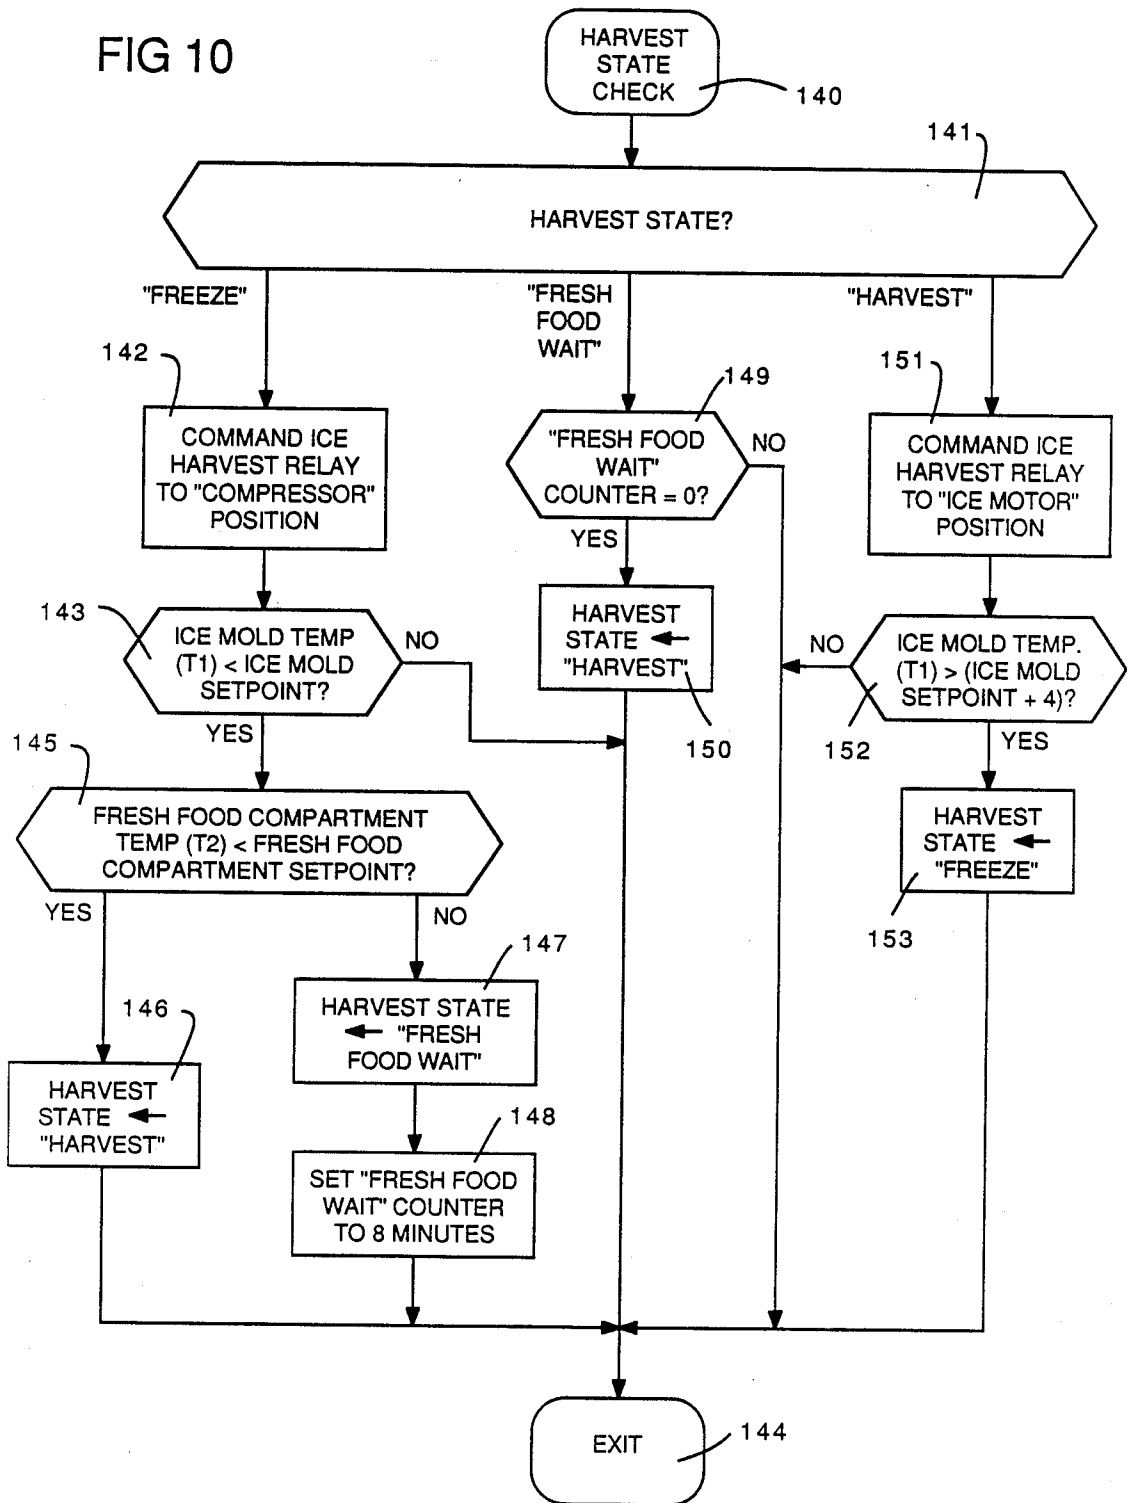 FIG 10
HARVEST
STATE
CHECK
140
141
HARVEST STATE?
"FREEZE"
"FRESH
FOOD
WAIT"
"HARVEST"
142
COMMAND ICE
HARVEST RELAY
TO "COMPRESSOR"
POSITION
149
"FRESH FOOD
WAIT"
COUNTER = 0?
NO
YES
151
COMMAND ICE
HARVEST RELAY
TO "ICE MOTOR"
POSITION
143
ICE MOLD TEMP
(T1) < ICE MOLD
SETPOINT?
NO
YES
HARVEST
STATE ←
"HARVEST"
150
NO
ICE MOLD TEMP.
(T1) > (ICE MOLD
SETPOINT + 4)?
152
YES
145
FRESH FOOD COMPARTMENT
TEMP (T2) < FRESH FOOD
COMPARTMENT SETPOINT?
YES
NO
HARVEST
STATE ←
"FREEZE"
153
146
HARVEST
STATE ←
"HARVEST"
147
HARVEST STATE
← "FRESH
FOOD WAIT"
148
SET "FRESH FOOD
WAIT" COUNTER
TO 8 MINUTES
EXIT
144